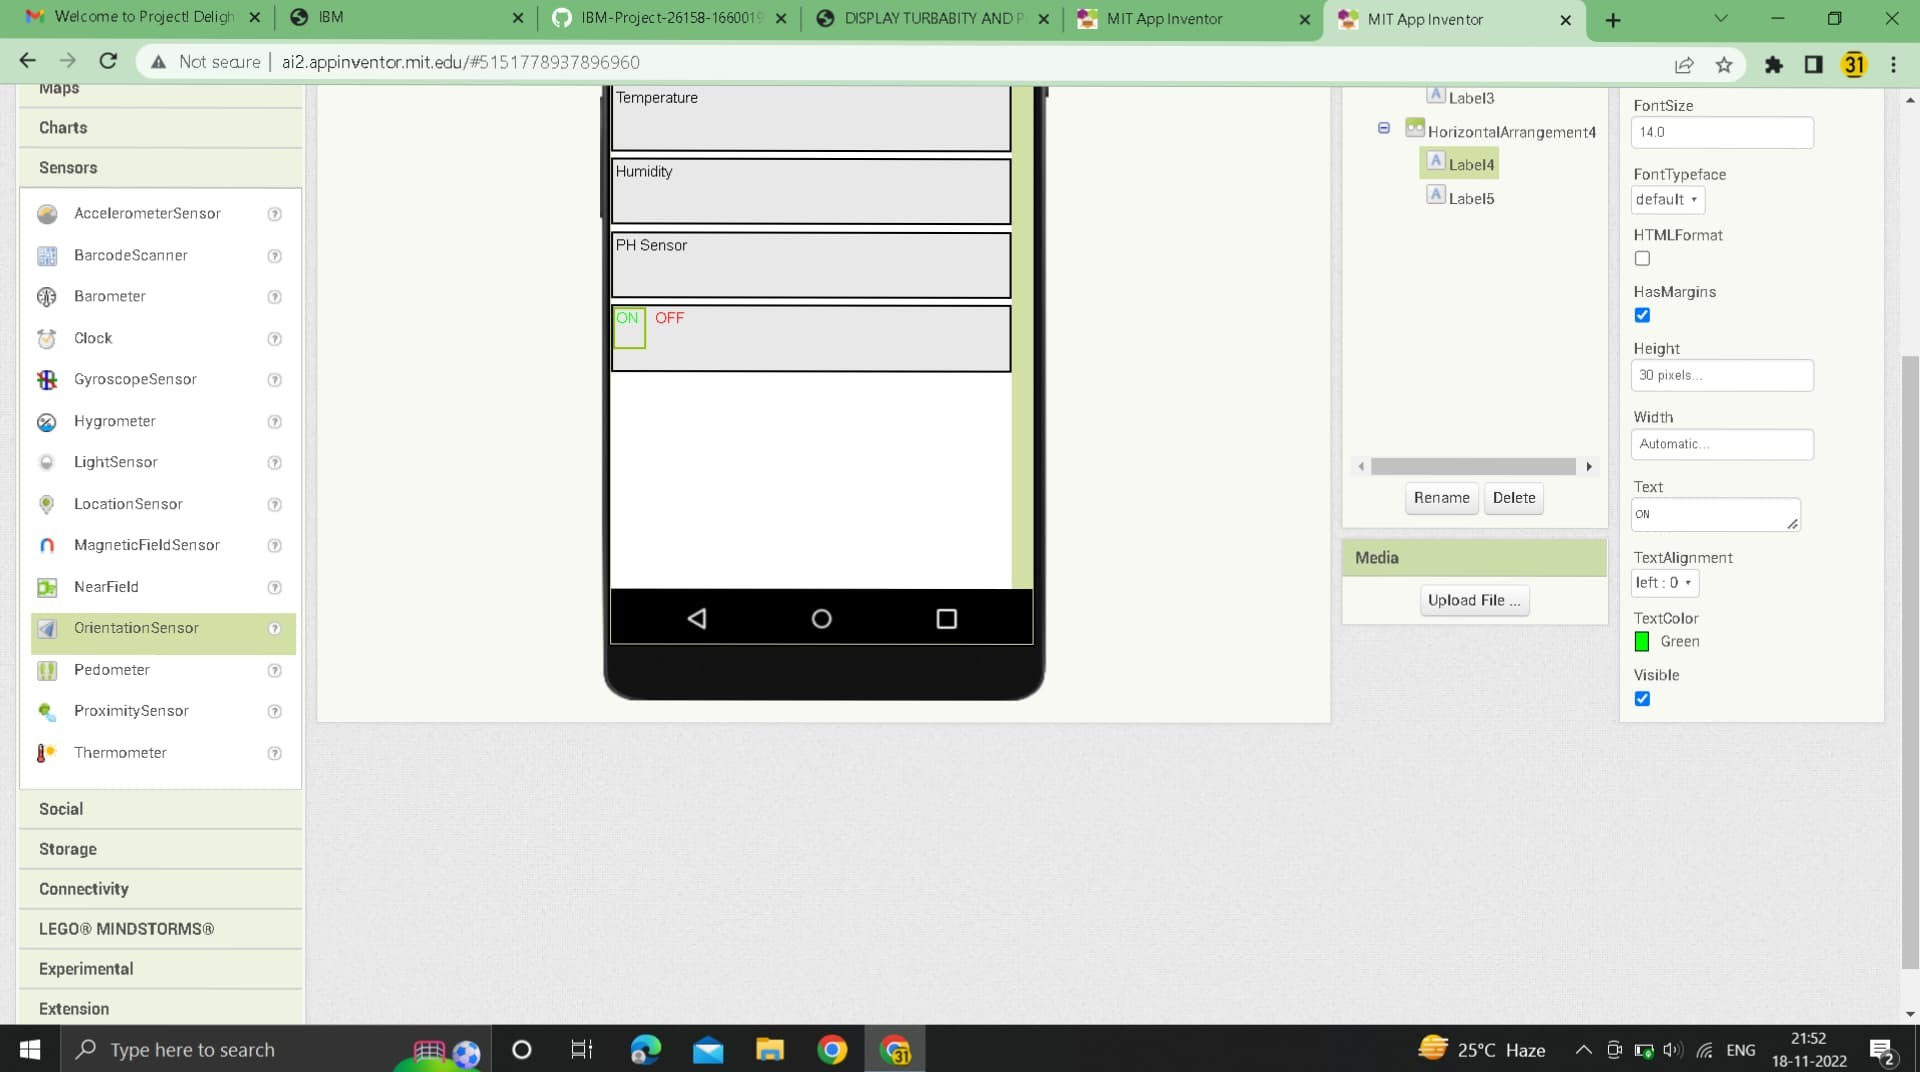 Welcome to Project! Deligh
IBM
IBM-Project-26158-1660019
DISPLAY TURBABITY AND P
MIT App Inventor
MIT App Inventor
Not secure
ai2.appinventor.mit.edu/#5151778937896960
31
Maps
Charts
Sensors
AccelerometerSensor
BarcodeScanner
Barometer
Clock
GyroscopeSensor
Hygrometer
LightSensor
LocationSensor
MagneticFieldSensor
NearField
OrientationSensor
Pedometer
ProximitySensor
Thermometer
Social
Storage
Connectivity
LEGO® MINDSTORMS®
Experimental
Extension
Temperature
Humidity
PH Sensor
ON OFF
Label3
HorizontalArrangement4
Label4
Label5
Rename Delete
Media
Upload File ...
FontSize
14.0
FontTypeface
default
HTMLFormat
HasMargins
Height
30 pixels...
Width
Automatic...
Text
ON
TextAlignment
left : 0
TextColor
Green
Visible
Type here to search
31
25°C Haze
ENG
21:52
18-11-2022
2